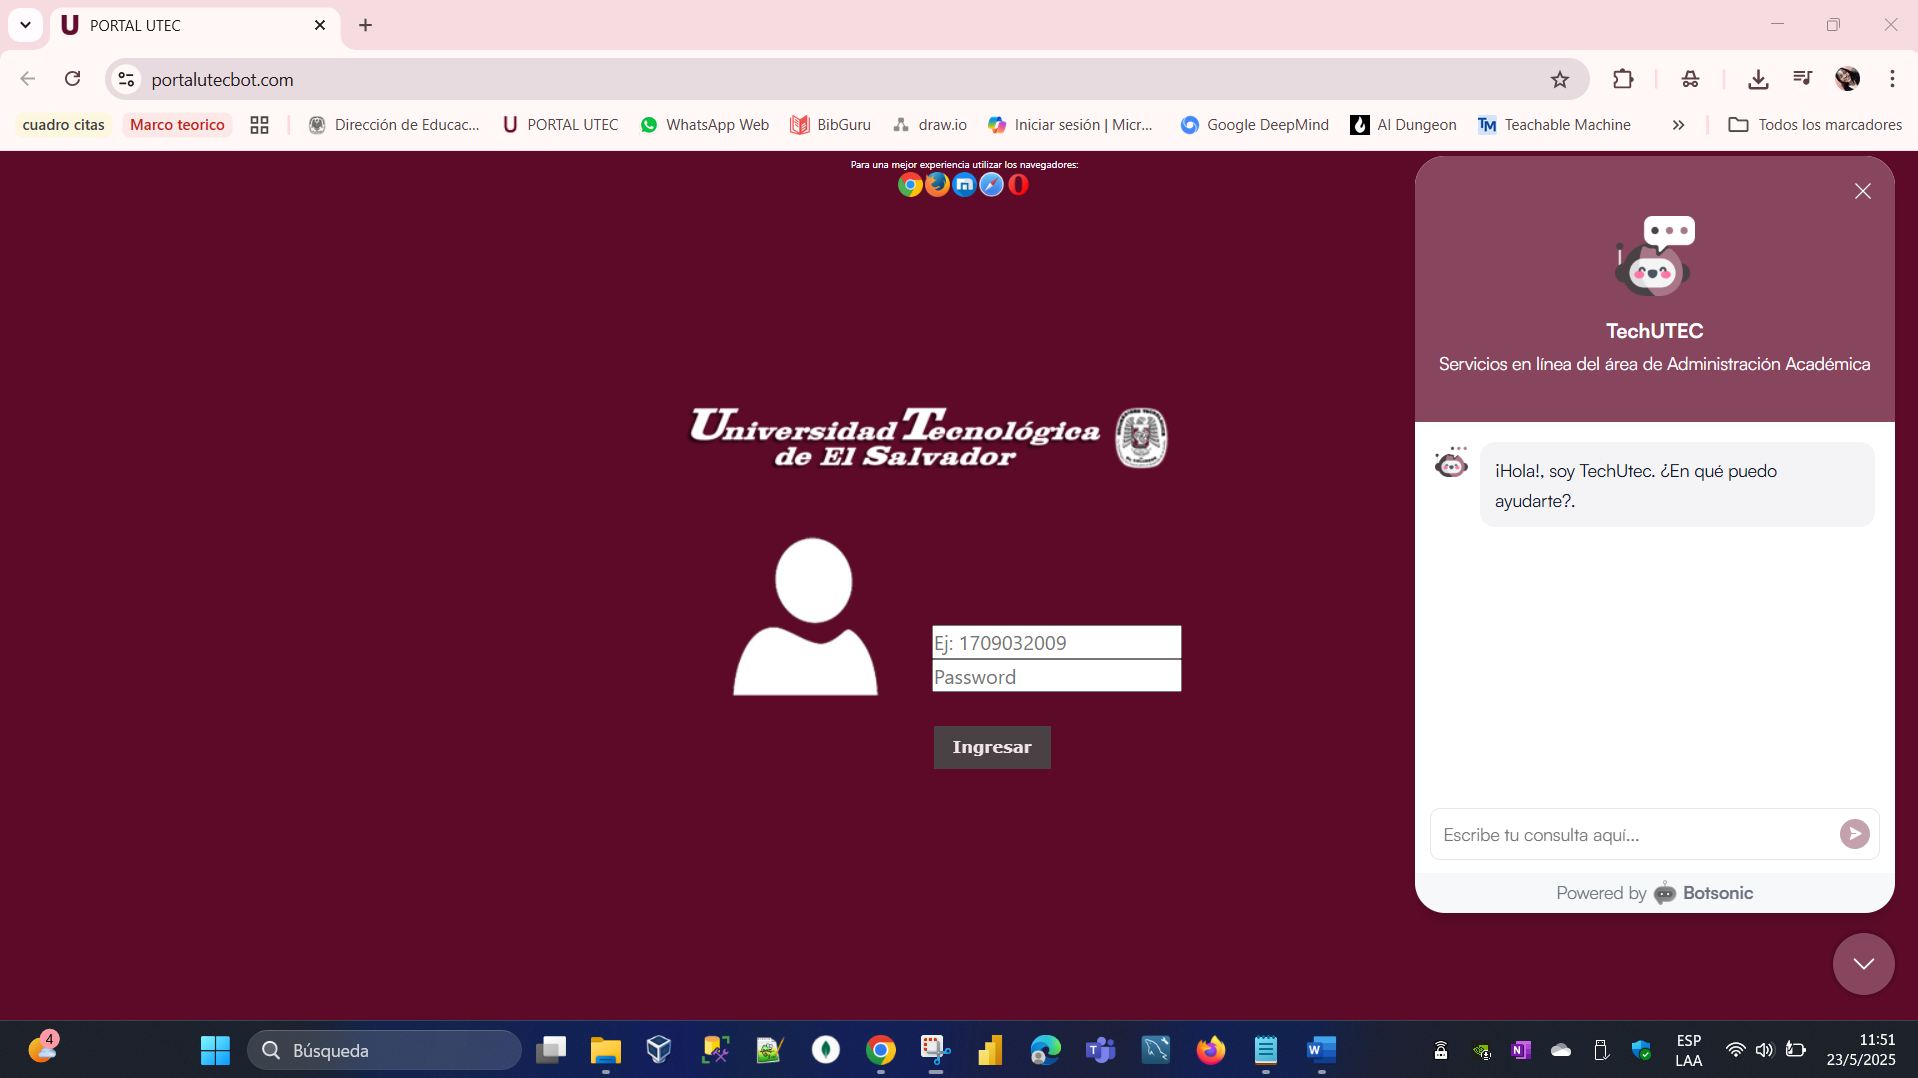 PORTAL UTEC
portalutecbot.com
cuadro citas
Marco teorico
Dirección de Educac...
PORTAL UTEC
WhatsApp Web
BibGuru
draw.io
Iniciar sesión | Micr...
Google DeepMind
AI Dungeon
TM
Teachable Machine
Todos los marcadores
Para una mejor experiencia utilizar los navegadores:
Universidad Tecnológica
de El Salvador
Ej: 1709032009
Password
Ingresar
TechUTEC
Servicios en línea del área de Administración Académica
¡Hola!, soy TechUtec. ¿En qué puedo
ayudarte?.
Escribe tu consulta aquí...
Powered by Botsonic
4
Búsqueda
ESP
LAA
11:51
23/5/2025